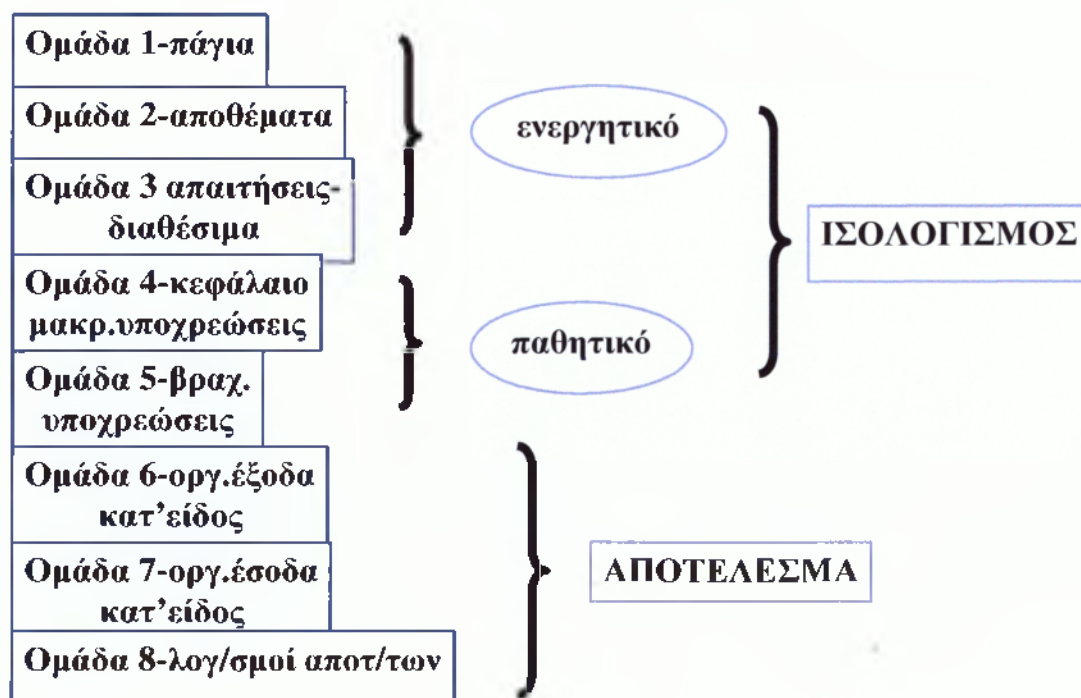 Ομάδα 1-πάγια
Ομάδα 2-αποθέματα
Ομάδα 3 απαιτήσεις-
διαθέσιμα
Ομάδα 4-κεφάλαιο
μακρ.υποχρεώσεις
Ομάδα 5-βραχ.
υποχρεώσεις
Ομάδα 6-οργ.έξοδα
κατ’είδος
Ομάδα 7-οργ.έσοδα
κατ’είδος
Ομάδα 8-λογ/σμοί αποτ/των
ενεργητικό
παθητικό
ΙΣΟΛΟΓΙΣΜΟΣ
ΑΠΟΤΕΛΕΣΜΑ